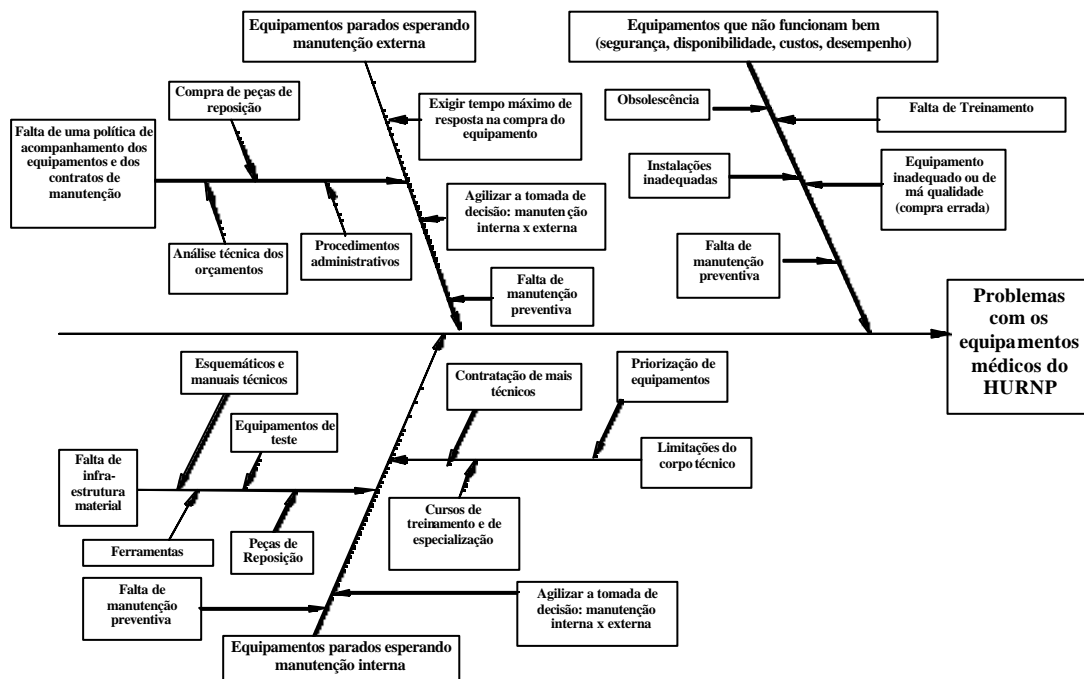 Equipamentos parados esperando
manutenção externa
Equipamentos que não funcionam bem
(segurança, disponibilidade, custos, desempenho)
Compra de peças de
reposição
Exigir tempo máximo de
resposta na compra do
equipamento
Obsolescência
Falta de Treinamento
Falta de uma política de
acompanhamento dos
equipamentos e dos
contratos de
manutenção
Instalações
inadequadas
Equipamento
inadequado ou de
má qualidade
(compra errada)
Agilizar a tomada de
decisão: manutenção
interna x externa
Análise técnica dos
orçamentos
Procedimentos
administrativos
Falta de
manutenção
preventiva
Falta de
manutenção
preventiva
Problemas
com os
equipamentos
médicos do
HURNP
Esquemáticos e
manuais técnicos
Contratação de mais
técnicos
Priorização de
equipamentos
Equipamentos de
teste
Limitações do
corpo técnico
Falta de
infra-
estrutura
material
Ferramentas
Peças de
Reposição
Cursos de
treinamento e de
especialização
Falta de
manutenção
preventiva
Agilizar a tomada de
decisão: manutenção
interna x externa
Equipamentos parados esperando
manutenção interna